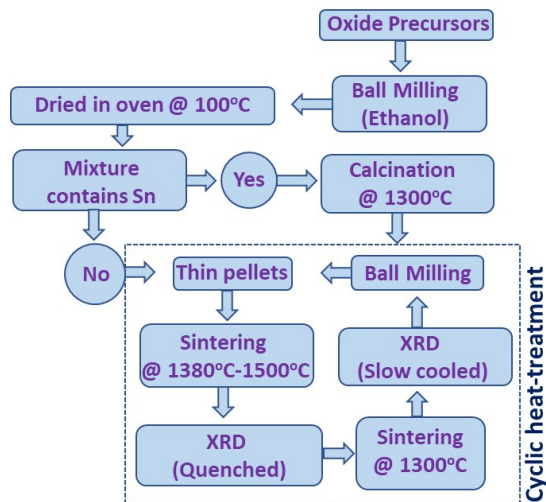 Oxide Precursors
Ball Milling
(Ethanol)
Dried in oven @ 100°C
Mixture
contains Sn
Yes
Calcination
@ 1300°C
No
Thin pellets
Ball Milling
Sintering
@ 1380°C-1500°C
XRD
(Slow cooled)
XRD
(Quenched)
Sintering
@ 1300°C
Cyclic heat-treatment